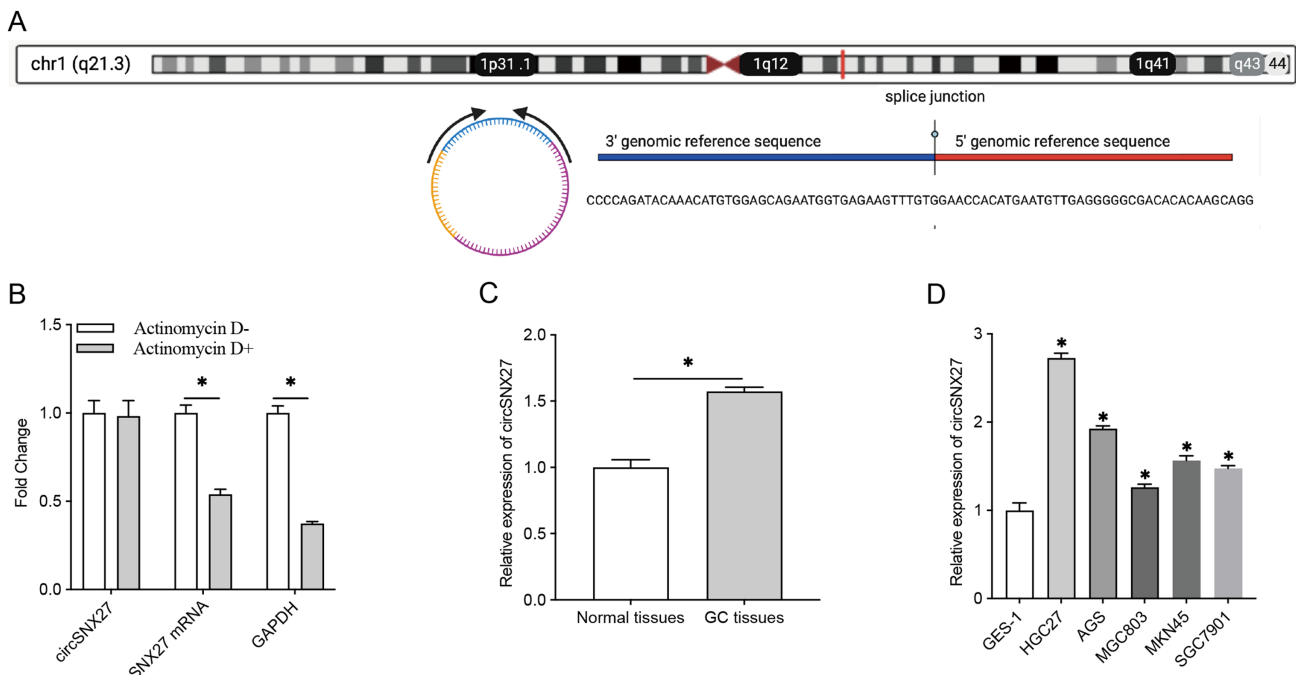 A
chr1 (q21.3)
1p31 .1
1q12
1q41
q43
44
splice junction
3' genomic reference sequence
5' genomic reference sequence
CCCCAGATACAAACATGTGGAGCAGAATGGTGAGAAGTTTGTGGAACCACATGAATGTTGAGGGGGCGACACACAAGCAGG
B
Fold Change
1.5
1.0
0.5
0.0
Actinomycin D-
Actinomycin D+
*
*
circSNX27
SNX27 mRNA
GAPDH
C
Relative expression of circSNX27
2.0
1.5
1.0
0.5
0.0
*
Normal tissues
GC tissues
D
Relative expression of circSNX27
3
2
1
0
*
*
*
*
*
GES-1
HGC27
AGS
MGC803
MKN45
SGC7901